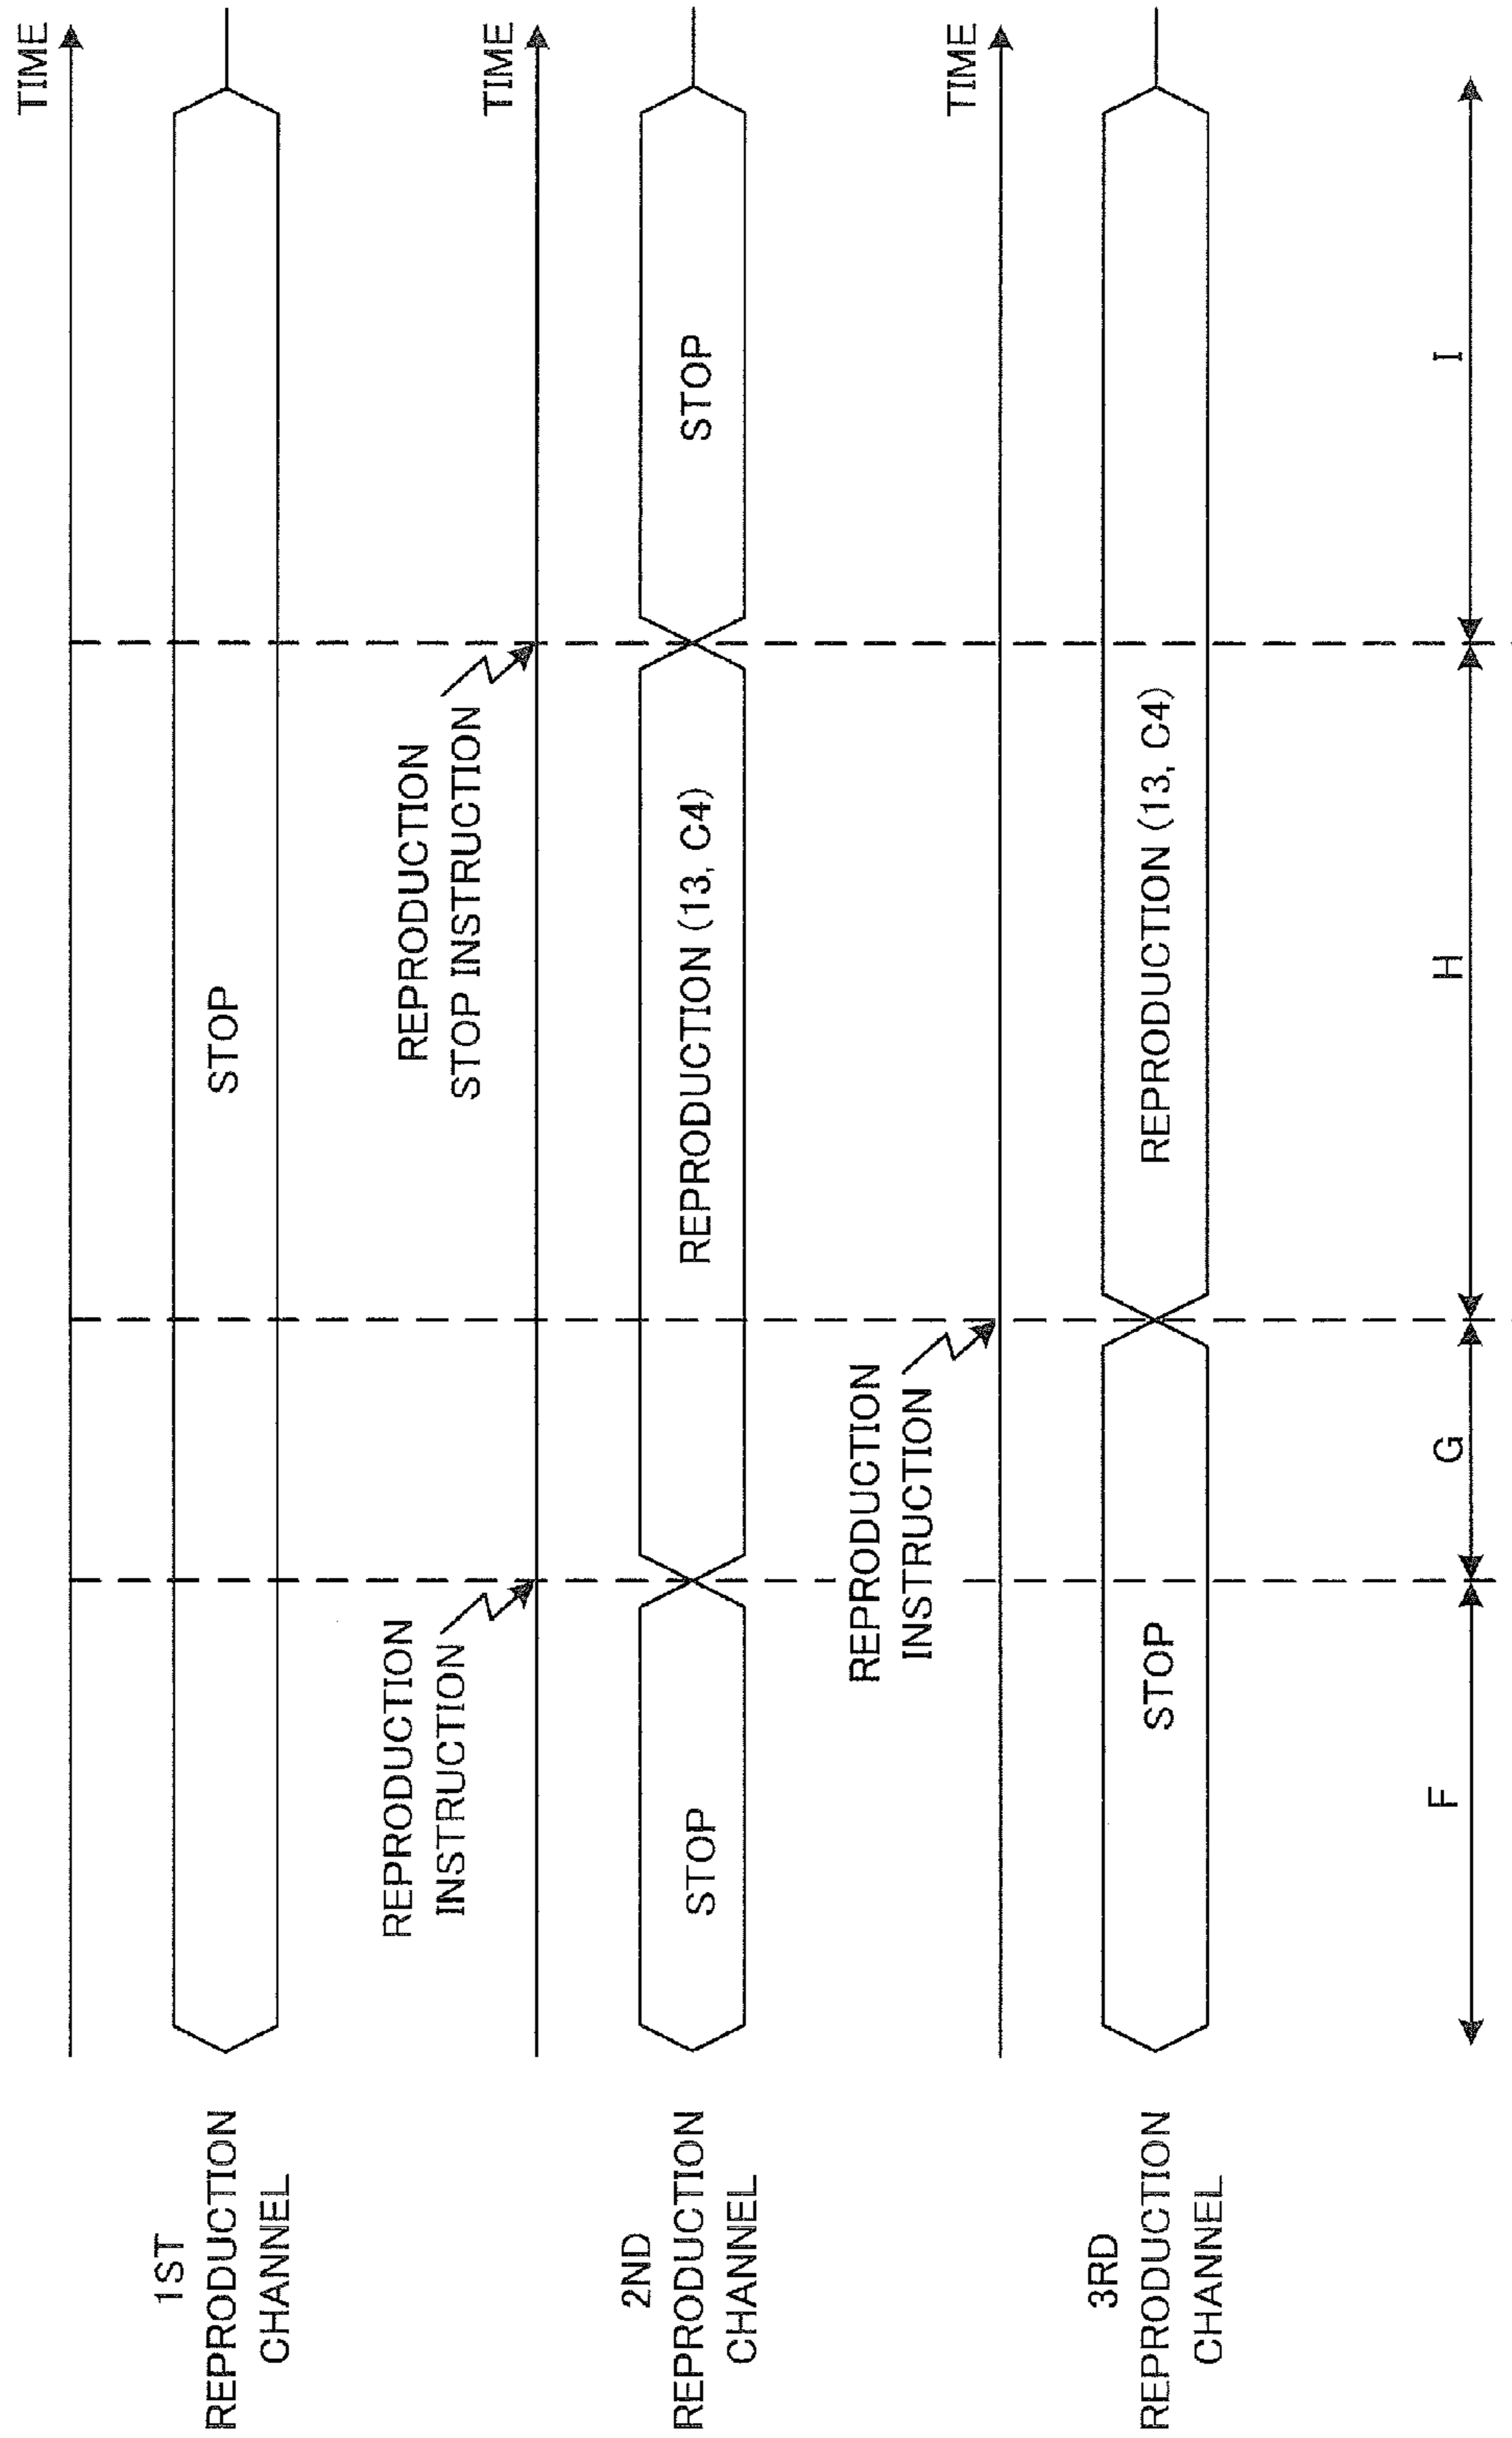 TIME
1ST
REPRODUCTION
CHANNEL
STOP
REPRODUCTION
INSTRUCTION
REPRODUCTION
STOP INSTRUCTION
TIME
2ND
REPRODUCTION
CHANNEL
STOP
REPRODUCTION (13, C4)
STOP
REPRODUCTION
INSTRUCTION
TIME
3RD
REPRODUCTION
CHANNEL
STOP
REPRODUCTION (13, C4)
F
G
H
I